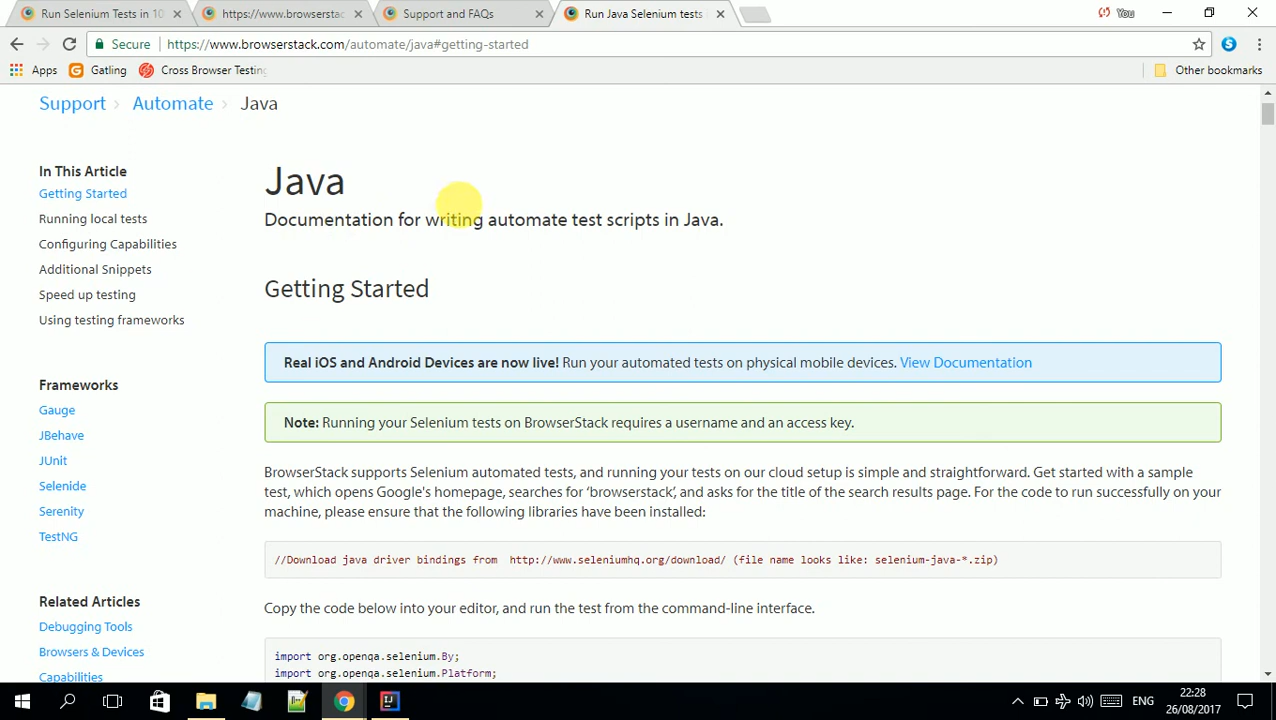 Run Selenium Tests in 10
https://www.browserstac
Support and FAQs
Run Java Selenium tests
You
Secure
https://www.browserstack.com/automate/java#getting-started
Apps
Gatling
Cross Browser Testing
Other bookmarks
Support
Automate
Java
In This Article
Getting Started
Running local tests
Configuring Capabilities
Additional Snippets
Speed up testing
Using testing frameworks
Frameworks
Gauge
JBehave
JUnit
Selenide
Serenity
TestNG
Related Articles
Debugging Tools
Browsers & Devices
Capabilities
Java
Documentation for writing automate test scripts in Java.
Getting Started
Real iOS and Android Devices are now live! Run your automated tests on physical mobile devices. View Documentation
Note: Running your Selenium tests on BrowserStack requires a username and an access key.
BrowserStack supports Selenium automated tests, and running your tests on our cloud setup is simple and straightforward. Get started with a sample
test, which opens Google's homepage, searches for ‘browserstack’, and asks for the title of the search results page. For the code to run successfully on your
machine, please ensure that the following libraries have been installed:
//Download java driver bindings from  http://www.seleniumhq.org/download/ (file name looks like: selenium-java-*.zip)
Copy the code below into your editor, and run the test from the command-line interface.
import org.openqa.selenium.By;
import org.openqa.selenium.Platform;
ENG
22:28
26/08/2017